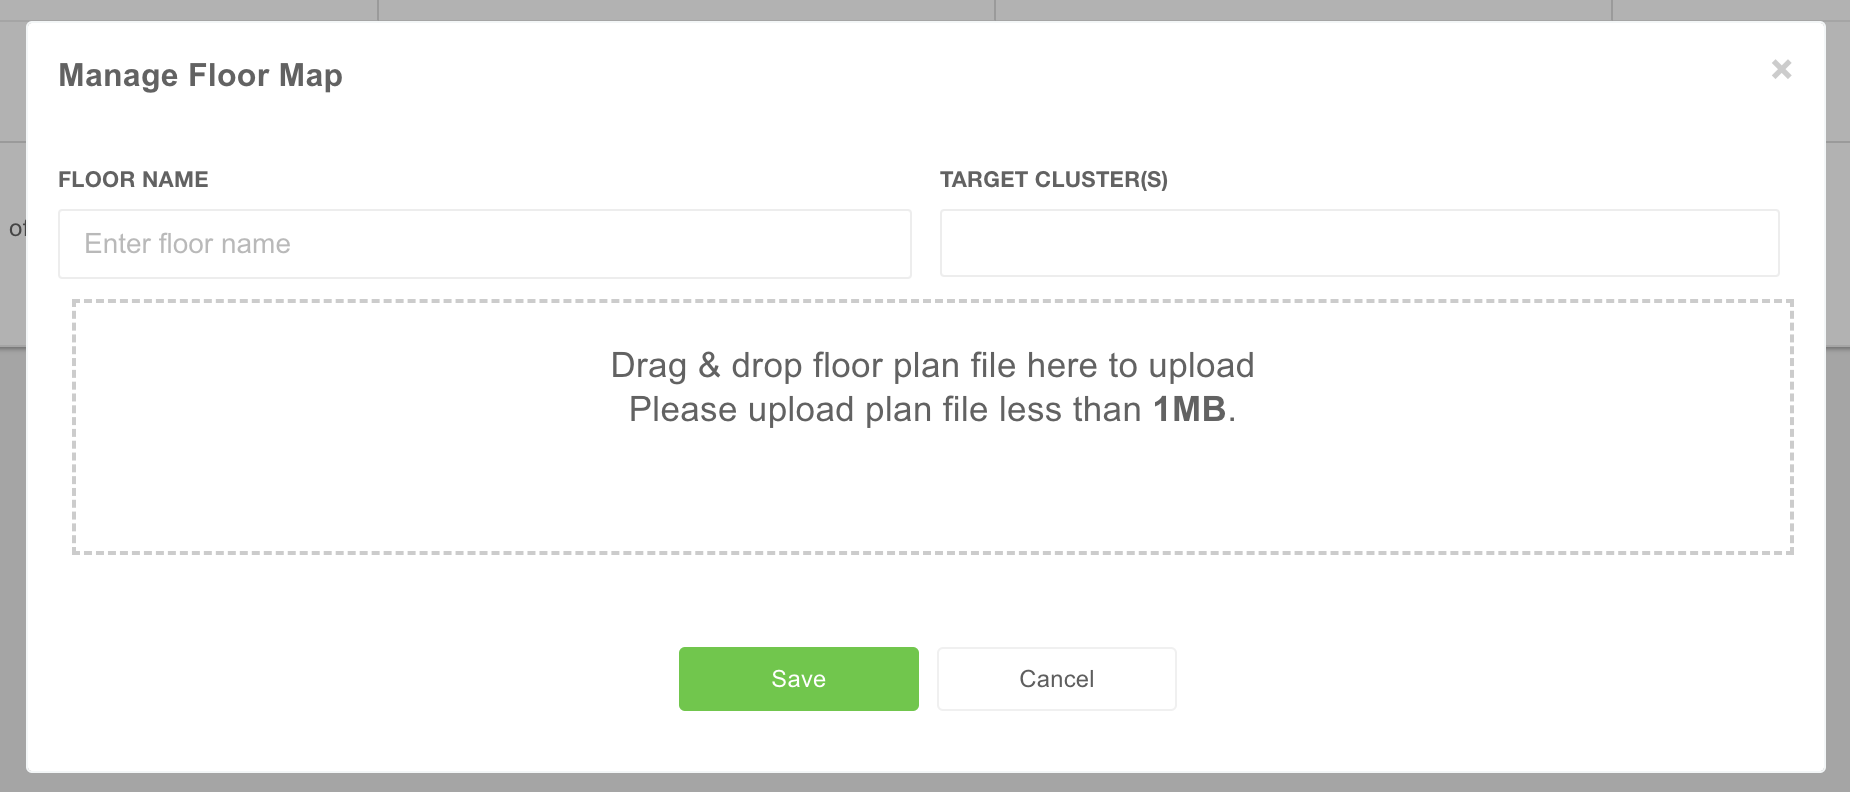 Manage Floor Map
×
FLOOR NAME
TARGET CLUSTER(S)
Enter floor name
Drag & drop floor plan file here to upload
Please upload plan file less than 1MB.
Save
Cancel